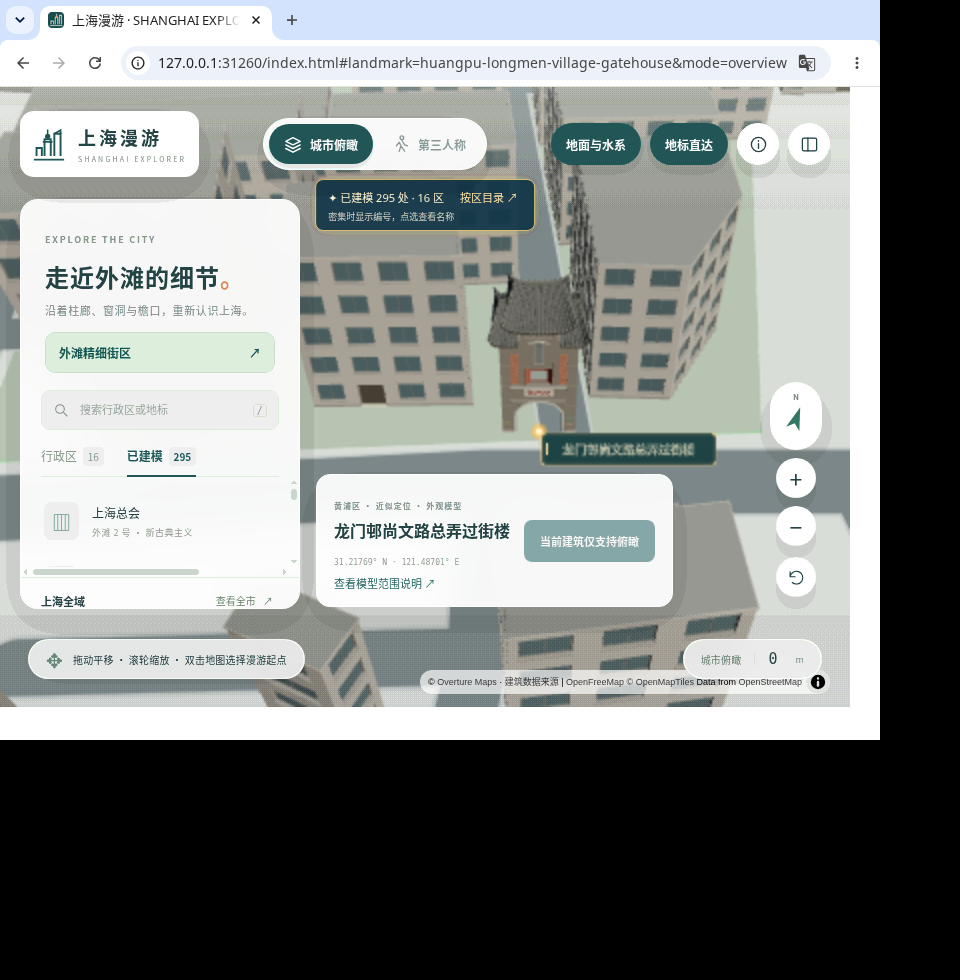 上海漫游 · SHANGHAI EXPLO
127.0.0.1:31260/index.html#landmark=huangpu-longmen-village-gatehouse&mode=overview
上海漫游
SHANGHAI EXPLORER
城市俯瞰
第三人称
地面与水系
地标直达
✦ 已建模 295 处 · 16 区 按区目录 ↗
密集时显示编号，点选查看名称
EXPLORE THE CITY
走近外滩的细节。
沿着柱廊、窗洞与檐口，重新认识上海。
外滩精细街区 ↗
搜索行政区或地标 /
行政区 16 已建模 295
上海总会
外滩 2 号 · 新古典主义
上海全域 查看全市 ↗
N
龙门邨尚文路总弄过街楼
黄浦区 · 近似定位 · 外观模型
龙门邨尚文路总弄过街楼
当前建筑仅支持俯瞰
31.21769° N · 121.48701° E
查看模型范围说明 ↗
拖动平移 · 滚轮缩放 · 双击地图选择漫游起点
城市俯瞰 0 m
© Overture Maps · 建筑数据来源 | OpenFreeMap © OpenMapTiles Data from OpenStreetMap